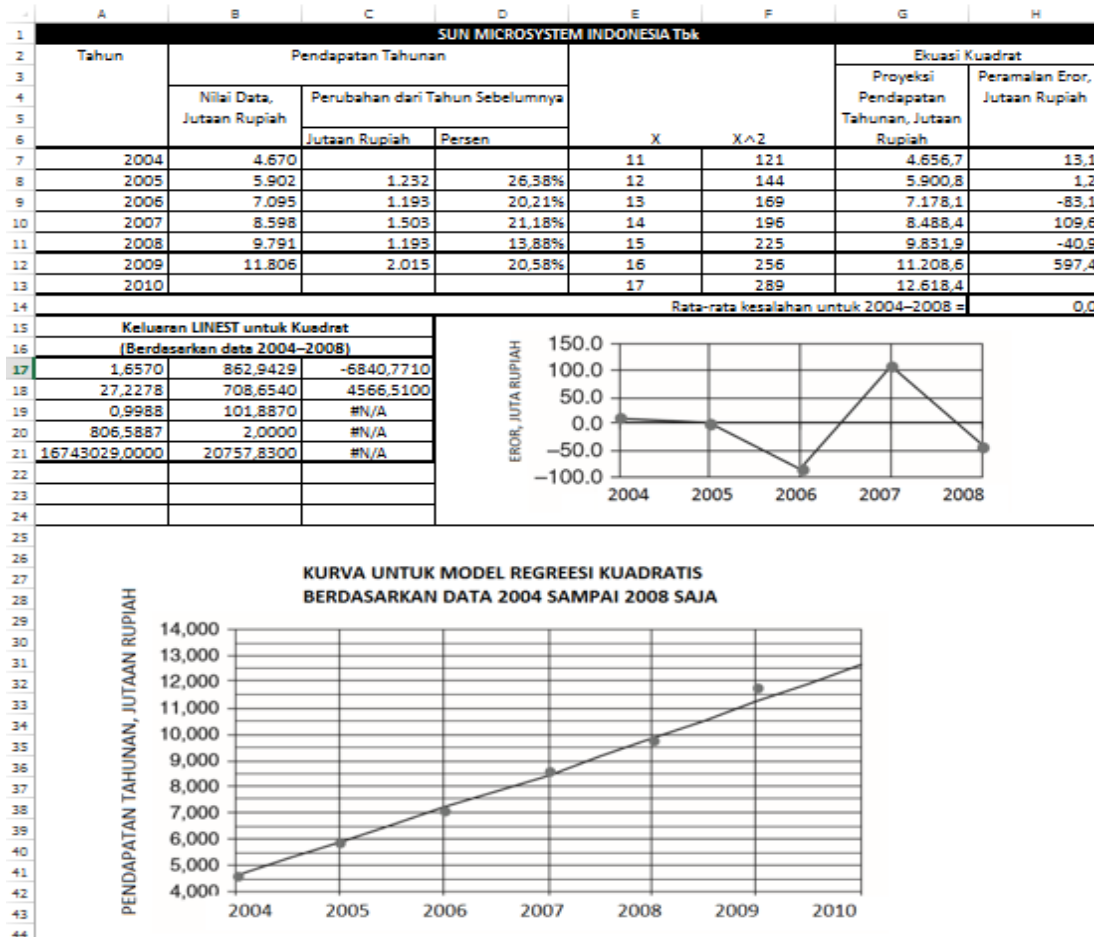 A B C D E F G H
1 SUN MICROSYSTEM INDONESIA Tbk
2 Tahun Pendapatan Tahunan Ekuasi Kuadrat
3 Proyeksi Peramalan Eror,
4 Nilai Data, Perubahan dari Tahun Sebelumnya Pendapatan Jutaan Rupiah
5 Jutaan Rupiah Tahunan, Jutaan
6 Jutaan Rupiah Persen X X^2 Rupiah
7 2004 4.670 11 121 4.656,7 13,1
8 2005 5.902 1.232 26,38% 12 144 5.900,8 1,2
9 2006 7.095 1.193 20,21% 13 169 7.178,1 -83,1
10 2007 8.598 1.503 21,18% 14 196 8.488,4 109,6
11 2008 9.791 1.193 13,88% 15 225 9.831,9 -40,9
12 2009 11.806 2.015 20,58% 16 256 11.208,6 597,4
13 2010 17 289 12.618,4
14 Rata-rata kesalahan untuk 2004–2008 = 0,0
15 Keluaran LINEST untuk Kuadrat
16 (Berdasarkan data 2004–2008)
17 1,6570 862,9429 -6840,7710
18 27,2278 708,6540 4566,5100
19 0,9988 101,8870 #N/A
20 806,5887 2,0000 #N/A
21 16743029,0000 20757,8300 #N/A
22
23
24
EROR, JUTA RUPIAH
150.0
100.0
50.0
0.0
−50.0
−100.0
2004 2005 2006 2007 2008
25
26
27
28
29
30
31
32
33
34
35
36
37
38
39
40
41
42
43
44
KURVA UNTUK MODEL REGREESI KUADRATIS
BERDASARKAN DATA 2004 SAMPAI 2008 SAJA
PENDAPATAN TAHUNAN, JUTAAN RUPIAH
14,000
13,000
12,000
11,000
10,000
9,000
8,000
7,000
6,000
5,000
4,000
2004 2005 2006 2007 2008 2009 2010